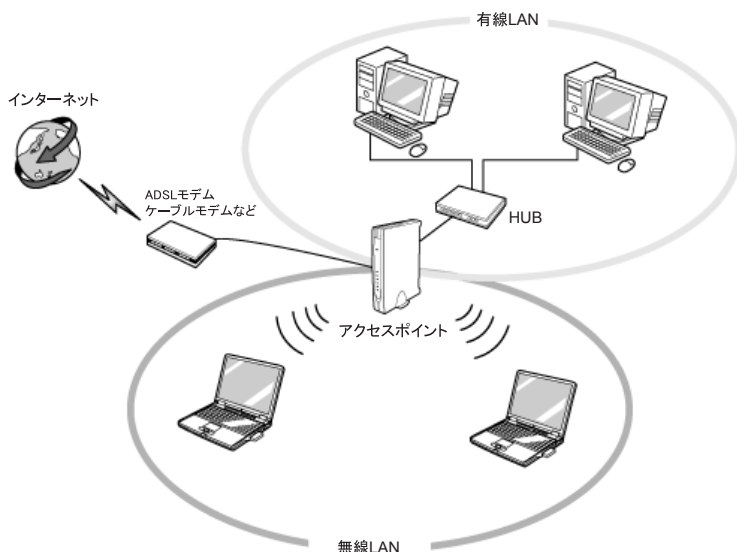 有線LAN
インターネット
ADSLモデム
ケーブルモデムなど
HUB
アクセスポイント
無線LAN